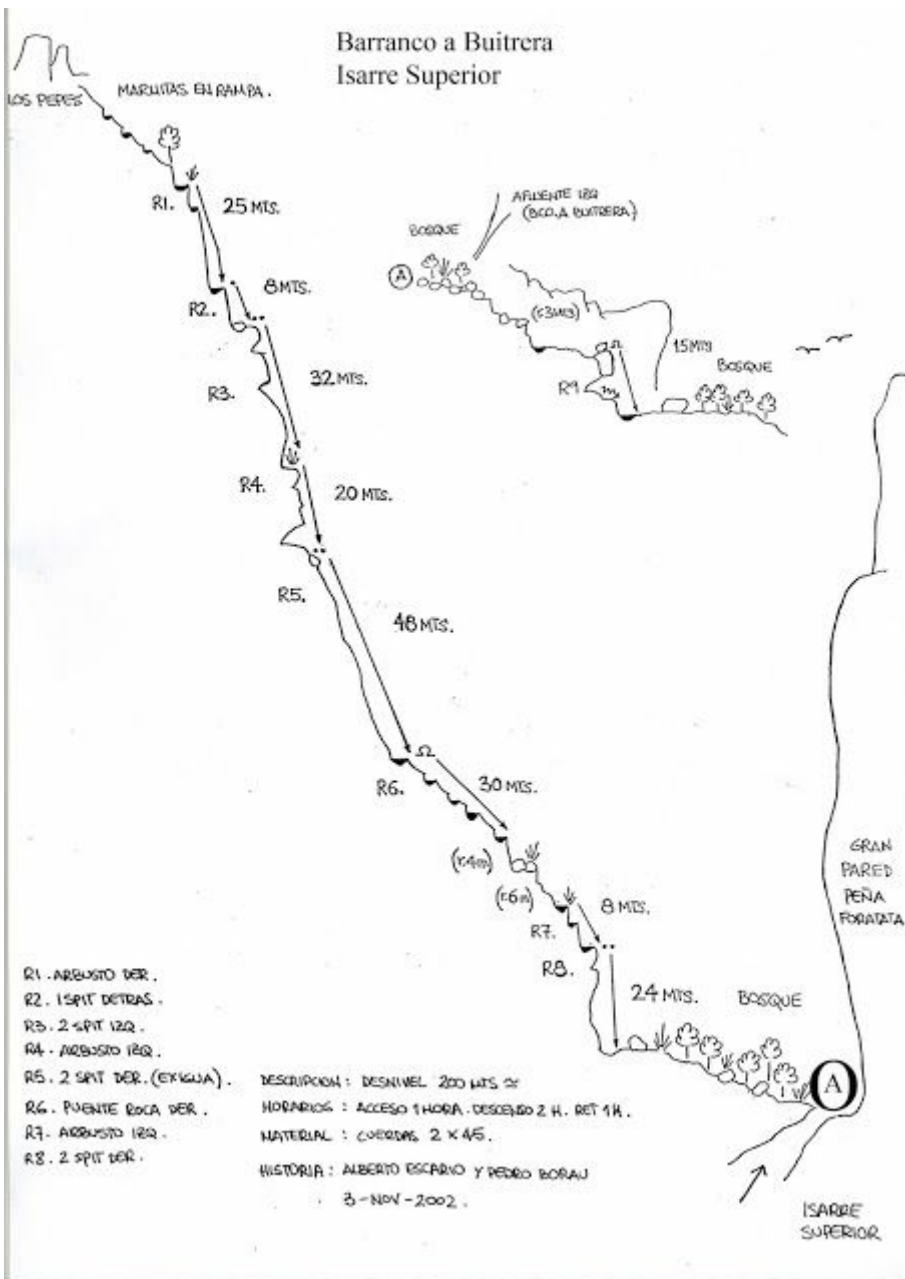 Barranco a Buitrera
Isarre Superior
LOS PEPES
MARMITAS EN RAMPA.
R1.
25 MTS.
AFLUENTE IZQ
(BCO. A BUITRERA)
BOSQUE
A
R2.
8 MTS.
(r.3 MTS)
15 MTS
R9
BOSQUE
R3.
32 MTS.
R4.
20 MTS.
R5.
48 MTS.
R6.
30 MTS.
(r.4m)
(r.6m)
R7.
8 MTS.
R8.
24 MTS.
BOSQUE
GRAN
PARED
PEÑA
FORATATA
A
ISARRE
SUPERIOR
R1. ARBUSTO DER.
R2. 1 SPIT DETRAS.
R3. 2 SPIT IZQ.
R4. ARBUSTO IZQ.
R5. 2 SPIT DER. (EXIGUA).
R6. PUENTE ROCA DER.
R7. ARBUSTO IZQ.
R8. 2 SPIT DER.
DESCRIPCION: DESNIVEL 200 MTS ≃
HORARIOS: ACCESO 1 HORA. DESCENSO 2 H. RET 1 H.
MATERIAL: CUERDAS 2 X 45.
HISTORIA: ALBERTO ESCARIO Y PEDRO BORAU
3-NOV-2002.